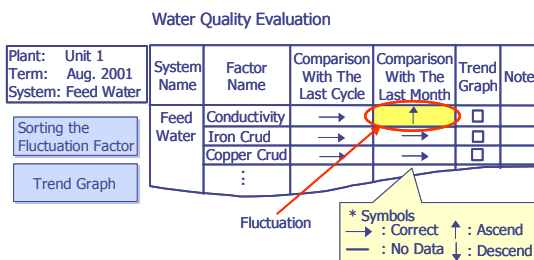 Water Quality Evaluation
Plant: Unit 1
Term: Aug. 2001
System: Feed Water
Sorting the
Fluctuation Factor
Trend Graph
System
Name
Factor
Name
Comparison
With The
Last Cycle
Comparison
With The
Last Month
Trend
Graph
Note
Feed
Water
Conductivity → ↑ □
Iron Crud → → □
Copper Crud → → □
⋮
Fluctuation
* Symbols
→ : Correct ↑ : Ascend
— : No Data ↓ : Descend